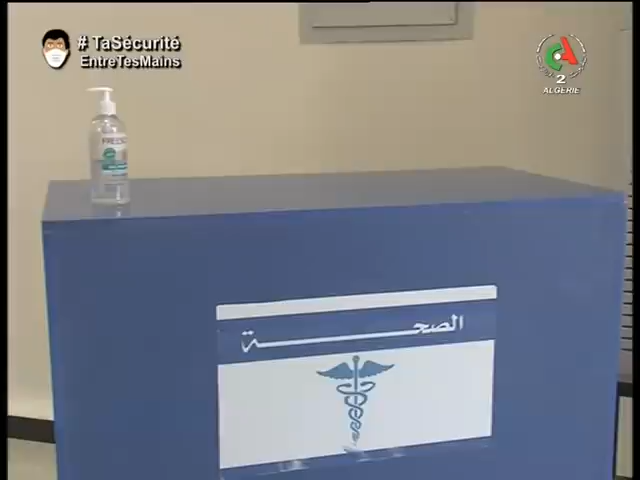 # TaSécurité
EntreTesMains
2
ALGERIE
الصحة